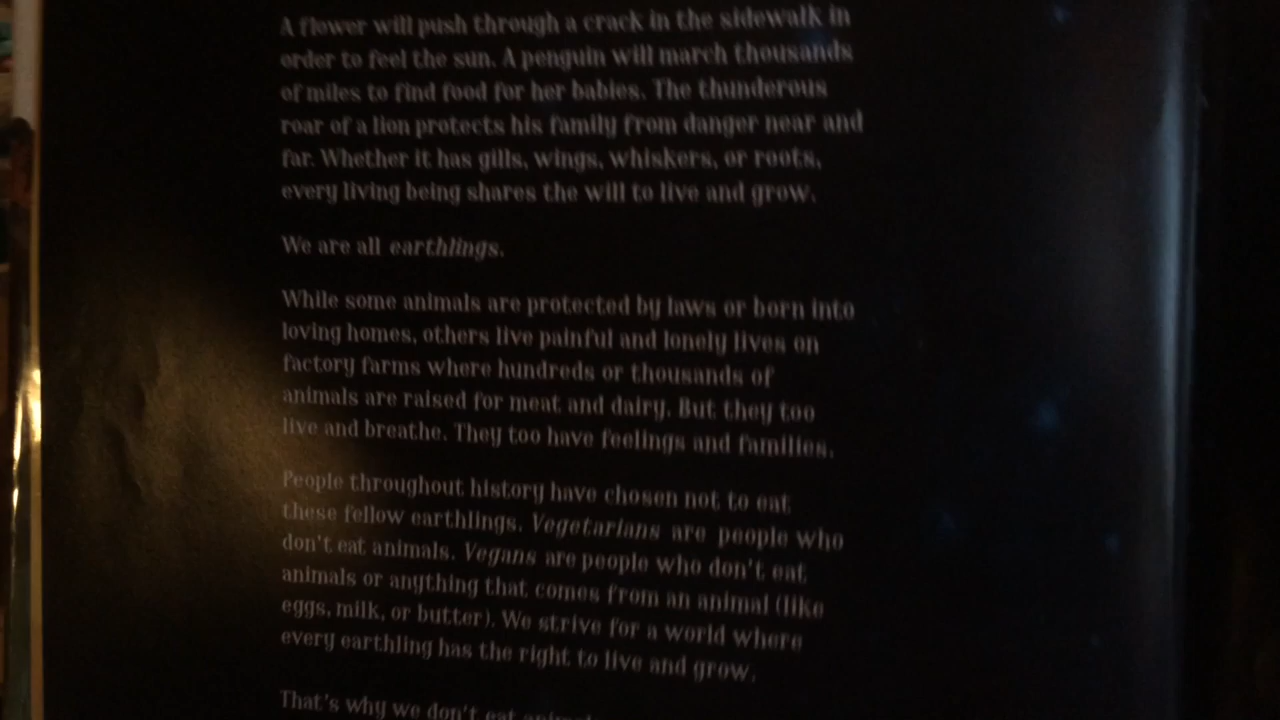 A flower will push through a crack in the sidewalk in
order to feel the sun. A penguin will march thousands
of miles to find food for her babies. The thunderous
roar of a lion protects his family from danger near and
far. Whether it has gills, wings, whiskers, or roots,
every living being shares the will to live and grow.
We are all earthlings.
While some animals are protected by laws or born into
loving homes, others live painful and lonely lives on
factory farms where hundreds or thousands of
animals are raised for meat and dairy. But they too
live and breathe. They too have feelings and families.
People throughout history have chosen not to eat
these fellow earthlings. Vegetarians are people who
don't eat animals. Vegans are people who don't eat
animals or anything that comes from an animal (like
eggs, milk, or butter). We strive for a world where
every earthling has the right to live and grow.
That's why we don't eat